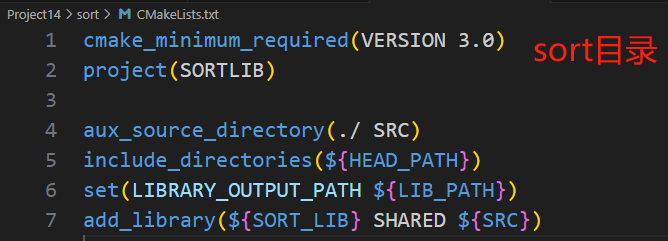 Project14 > sort > CMakeLists.txt
1 cmake_minimum_required(VERSION 3.0)
sort目录
2 project(SORTLIB)
3
4 aux_source_directory(./ SRC)
5 include_directories(${HEAD_PATH})
6 set(LIBRARY_OUTPUT_PATH ${LIB_PATH})
7 add_library(${SORT_LIB} SHARED ${SRC})